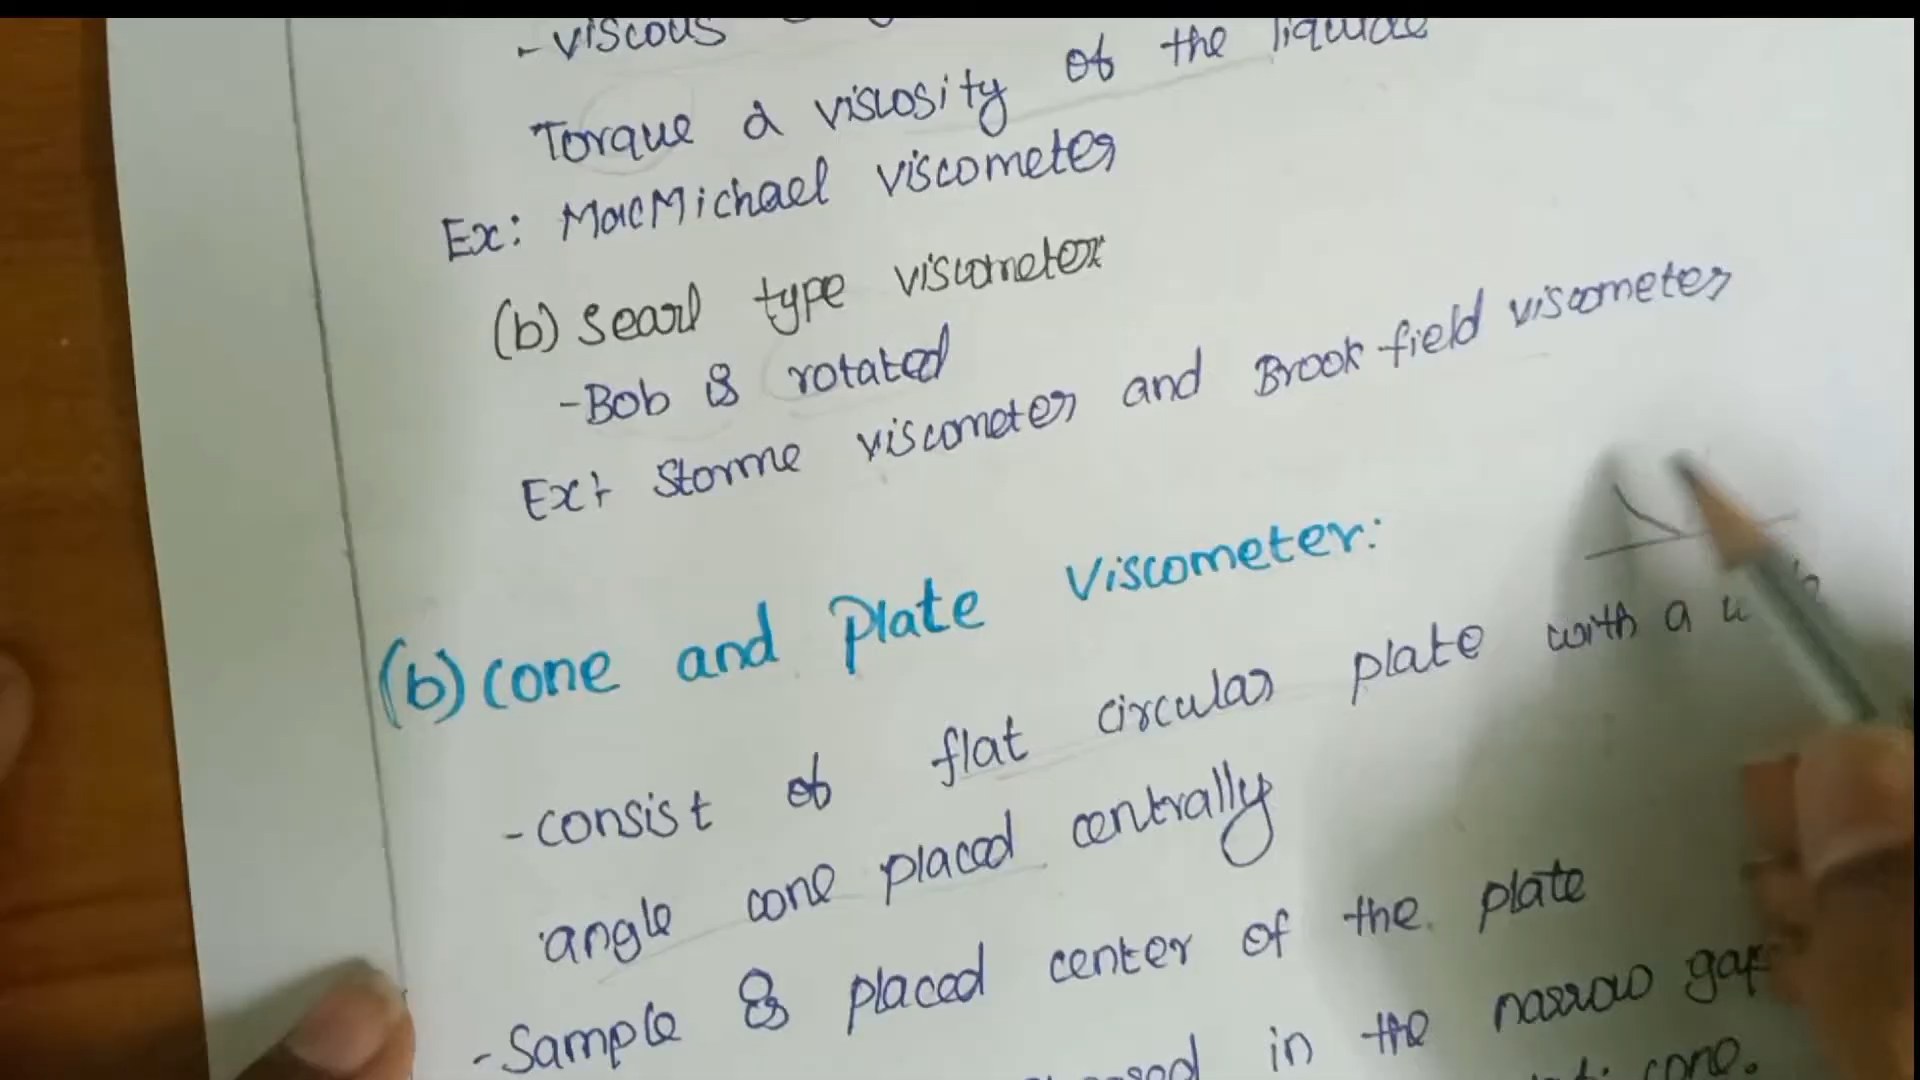 - viscous
Torque α viscosity of the liquide
Ex: MacMichael viscometer
(b) Searl type viscometer
- Bob is rotated
Ex:- Storme viscometer and Brook-field viscometer
(b) cone and Plate Viscometer:
- consist of flat circular plate with a
angle cone placed centrally
- Sample is placed center of the plate
in the narrow gap
cone.